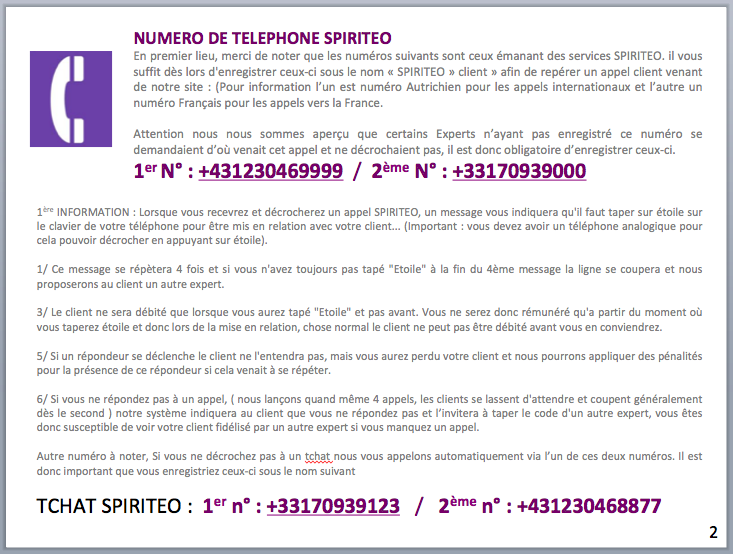 NUMERO DE TELEPHONE SPIRITEO
En premier lieu, merci de noter que les numéros suivants sont ceux émanant des services SPIRITEO. il vous
suffit dès lors d'enregistrer ceux-ci sous le nom « SPIRITEO » client » afin de repérer un appel client venant
de notre site : (Pour information l'un est numéro Autrichien pour les appels internationaux et l'autre un
numéro Français pour les appels vers la France.
Attention nous nous sommes aperçu que certains Experts n'ayant pas enregistré ce numéro se
demandaient d'où venait cet appel et ne décrochaient pas, il est donc obligatoire d'enregistrer ceux-ci.
1er N° : +431230469999 / 2ème N° : +33170939000
1ère INFORMATION : Lorsque vous recevrez et décrocherez un appel SPIRITEO, un message vous indiquera qu'il faut taper sur étoile sur
le clavier de votre téléphone pour être mis en relation avec votre client... (Important : vous devez avoir un téléphone analogique pour
cela pouvoir décrocher en appuyant sur étoile).
1/ Ce message se répètera 4 fois et si vous n'avez toujours pas tapé "Etoile" à la fin du 4ème message la ligne se coupera et nous
proposerons au client un autre expert.
3/ Le client ne sera débité que lorsque vous aurez tapé "Etoile" et pas avant. Vous ne serez donc rémunéré qu'a partir du moment où
vous taperez étoile et donc lors de la mise en relation, chose normal le client ne peut pas être débité avant vous en conviendrez.
5/ Si un répondeur se déclenche le client ne l'entendra pas, mais vous aurez perdu votre client et nous pourrons appliquer des pénalités
pour la présence de ce répondeur si cela venait à se répéter.
6/ Si vous ne répondez pas à un appel, ( nous lançons quand même 4 appels, les clients se lassent d'attendre et coupent généralement
dès le second ) notre système indiquera au client que vous ne répondez pas et l'invitera à taper le code d'un autre expert, vous êtes
donc susceptible de voir votre client fidélisé par un autre expert si vous manquez un appel.
Autre numéro à noter, Si vous ne décrochez pas à un tchat nous vous appelons automatiquement via l'un de ces deux numéros. Il est
donc important que vous enregistriez ceux-ci sous le nom suivant
TCHAT SPIRITEO : 1er n° : +33170939123 / 2ème n° : +431230468877
2